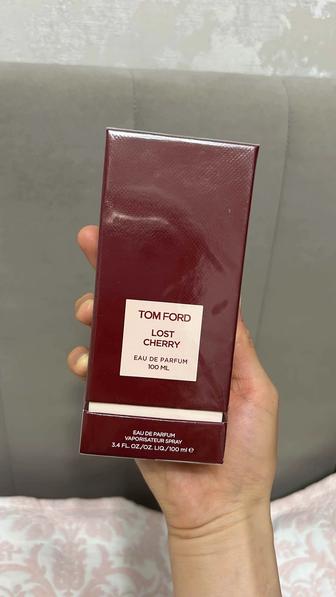 TOM FORD
LOST
CHERRY
EAU DE PARFUM
100 ML
EAU DE PARFUM
VAPORISATEUR SPRAY
3.4 FL. OZ./OZ. LIQ./100 ml ℮